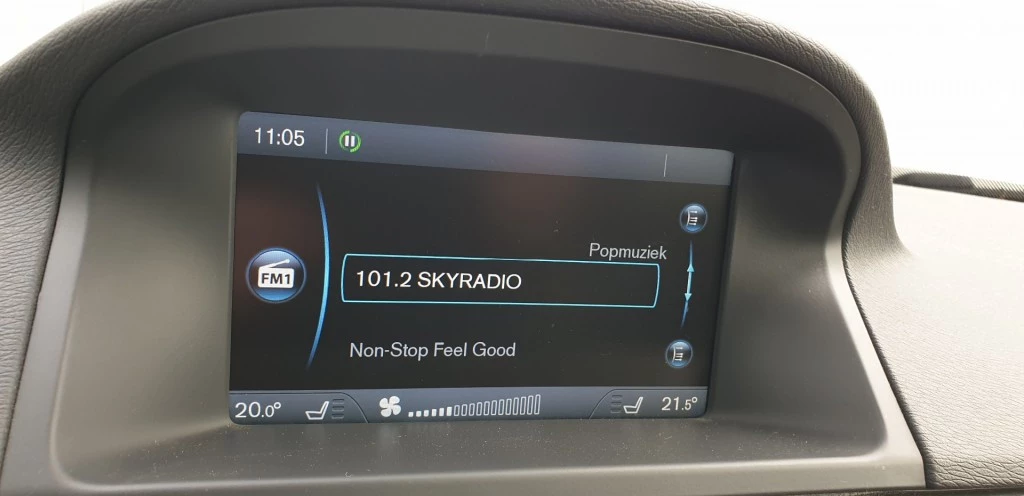 11:05
Popmuziek
FM1
101.2 SKYRADIO
Non-Stop Feel Good
20.0°
21.5°